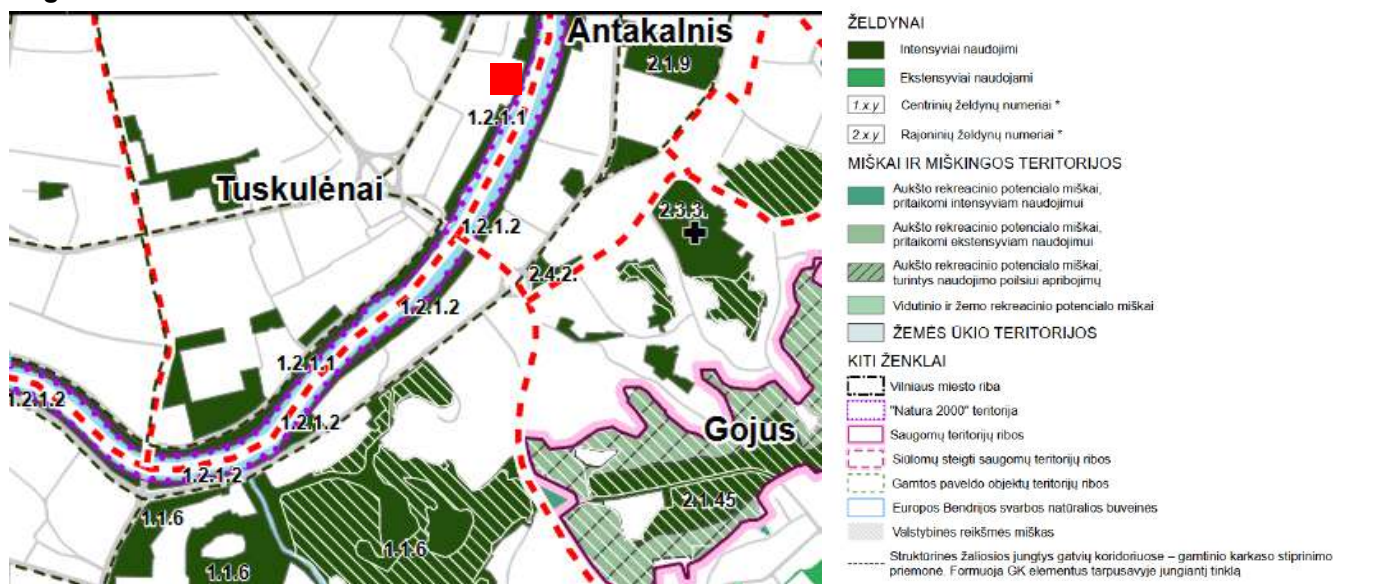 Antakalnis
2.1.9
1.2.1.1
Tuskulėnai
2.3.3.
1.2.1.2
2.4.2.
1.2.1.2
1.2.1.1
1.2.1.2
1.2.1.2
Gojus
1.2.1.2
2.1.45
1.1.6
1.1.6
1.1.6
ŽELDYNAI
Intensyviai naudojimi
Ekstensyviai naudojami
1.x.y Centrinių želdynų numeriai *
2.x.y Rajoninių želdynų numeriai *
MIŠKAI IR MIŠKINGOS TERITORIJOS
Aukšto rekreacinio potencialo miškai,
pritaikomi intensyviam naudojimui
Aukšto rekreacinio potencialo miškai,
pritaikomi ekstensyviam naudojimui
Aukšto rekreacinio potencialo miškai,
turintys naudojimo poilsiui apribojimų
Vidutinio ir žemo rekreacinio potencialo miškai
ŽEMĖS ŪKIO TERITORIJOS
KITI ŽENKLAI
Vilniaus miesto riba
"Natura 2000" teritorija
Saugomų teritorijų ribos
Siūlomų steigti saugomų teritorijų ribos
Gamtos paveldo objektų teritorijų ribos
Europos Bendrijos svarbos natūralios buveinės
Valstybinės reikšmės miškas
Struktūrinės žaliosios jungtys gatvių koridoriuose – gamtinio karkaso stiprinimo
priemonė. Formuoja GK elementus tarpusavyje jungiantį tinklą